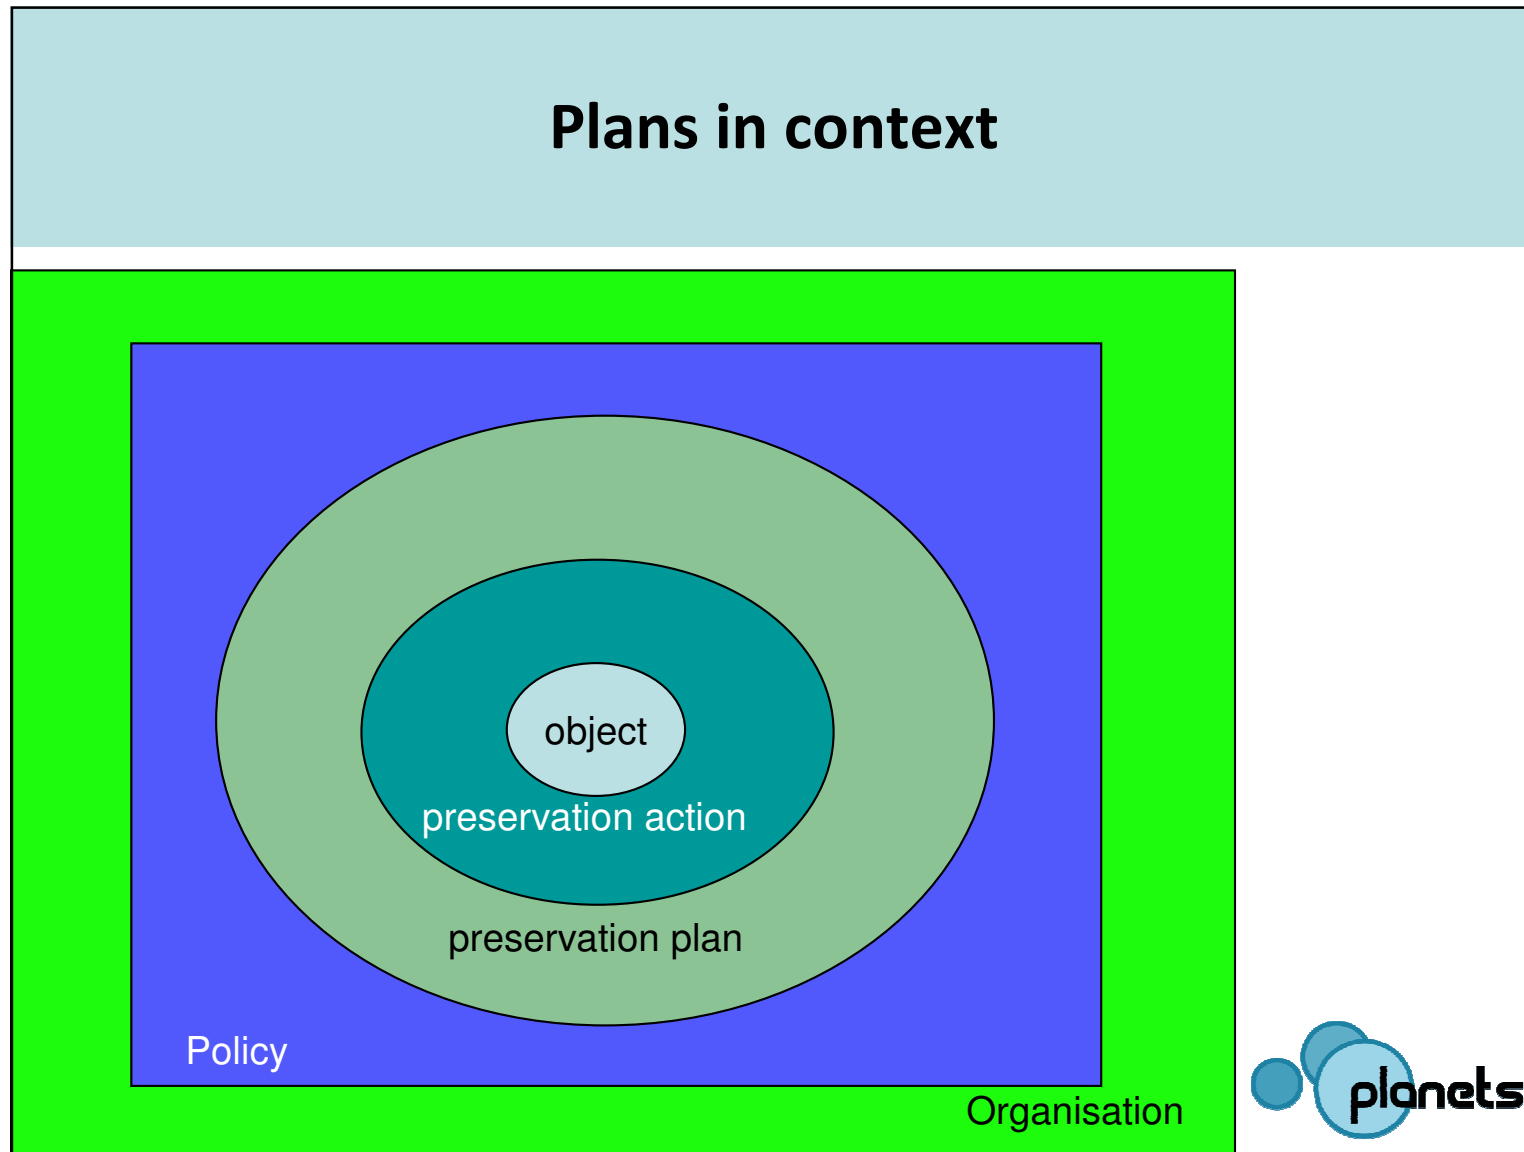 Plans in context
object
preservation action
preservation plan
Policy
Organisation
planets